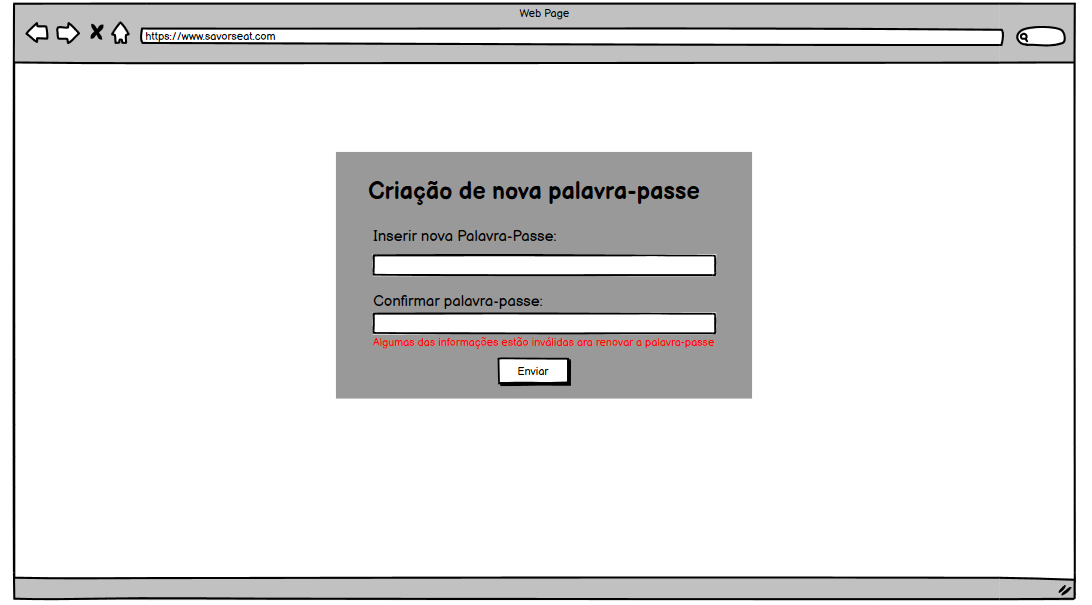 Web Page
https://www.savorseat.com
Criação de nova palavra-passe
Inserir nova Palavra-Passe:
Confirmar palavra-passe:
Algumas das informações estão inválidas ara renovar a palavra-passe
Enviar